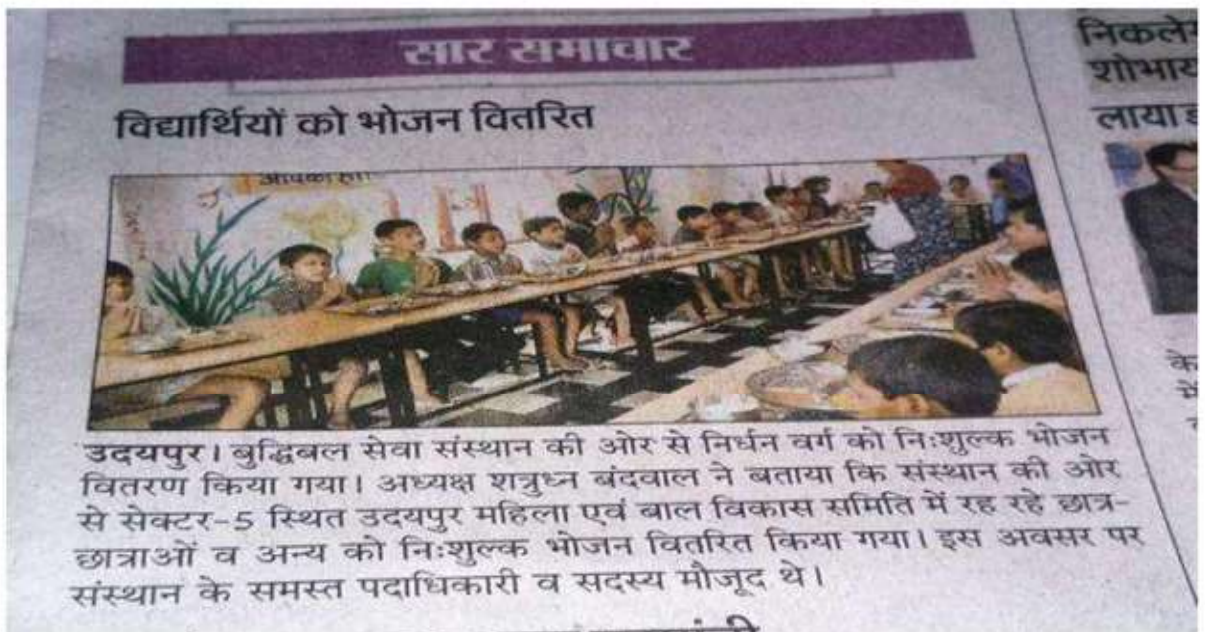 सार समाचार
विद्यार्थियों को भोजन वितरित
उदयपुर। बुद्धिबल सेवा संस्थान की ओर से निर्धन वर्ग को निःशुल्क भोजन
वितरण किया गया। अध्यक्ष शत्रुध्न बंदवाल ने बताया कि संस्थान की ओर
से सेक्टर-5 स्थित उदयपुर महिला एवं बाल विकास समिति में रह रहे छात्र-
छात्राओं व अन्य को निःशुल्क भोजन वितरित किया गया। इस अवसर पर
संस्थान के समस्त पदाधिकारी व सदस्य मौजूद थे।
लाया
के
में